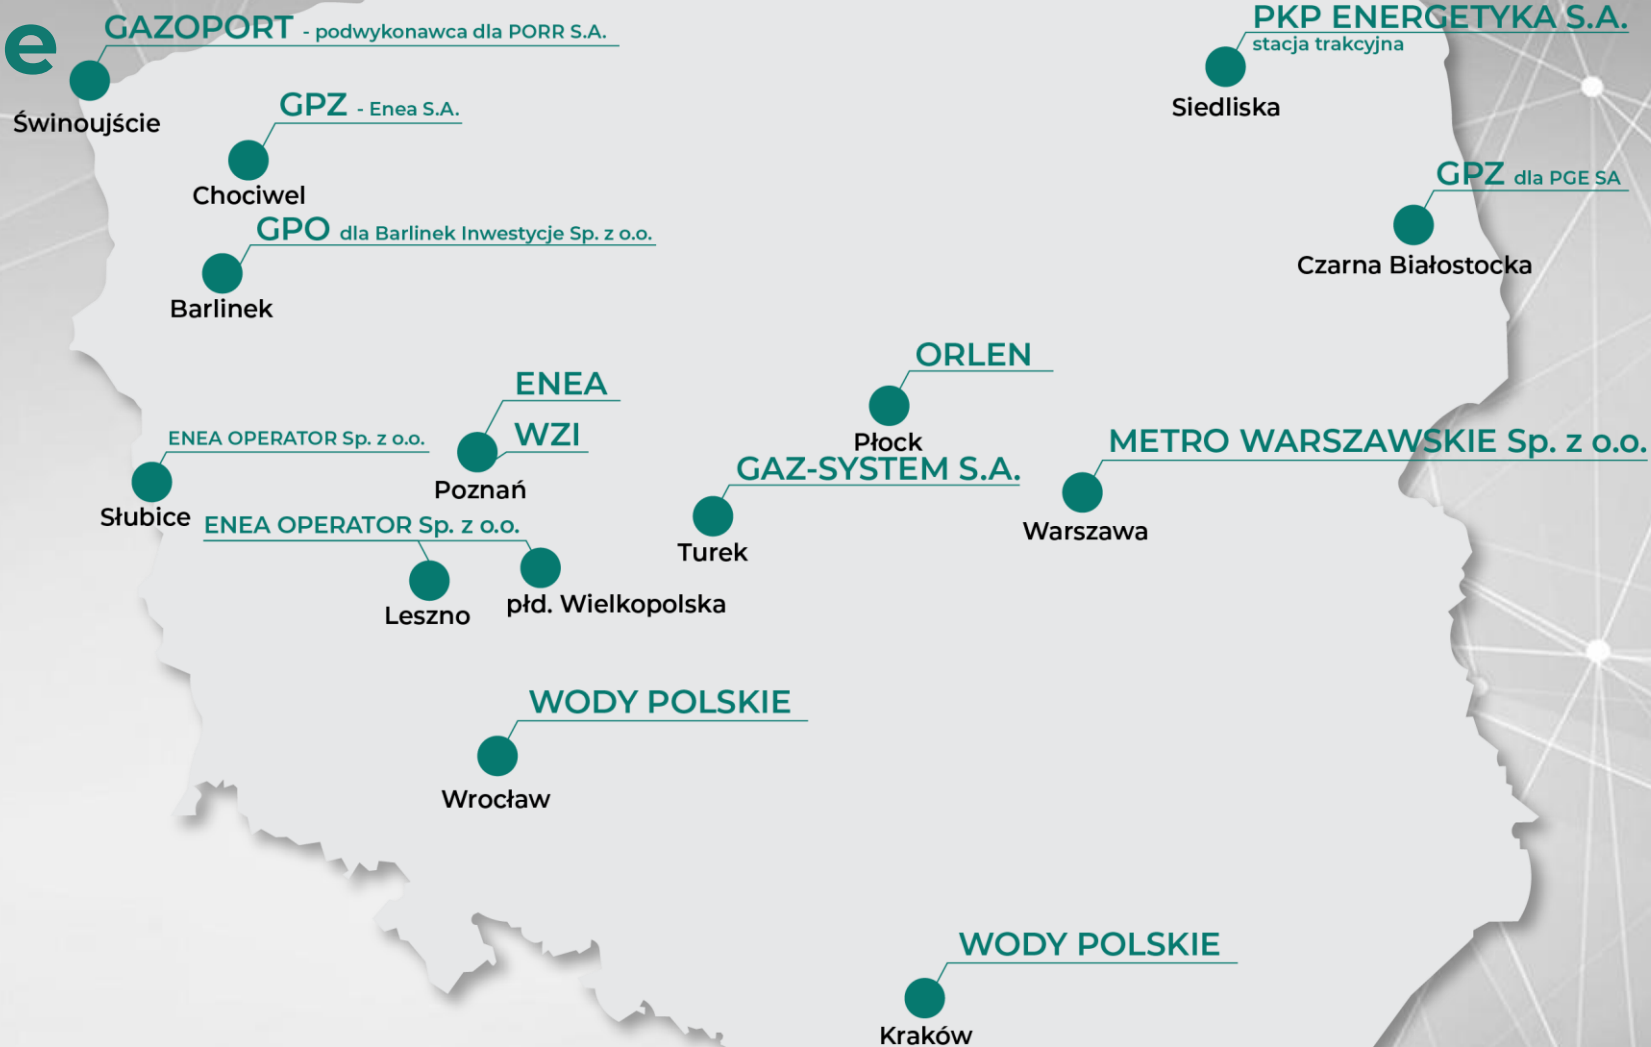 e
GAZOPORT - podwykonawca dla PORR S.A.
Świnoujście
PKP ENERGETYKA S.A.
stacja trakcyjna
Siedliska
GPZ - Enea S.A.
Chociwel
GPZ dla PGE SA
Czarna Białostocka
GPO dla Barlinek Inwestycje Sp. z o.o.
Barlinek
ORLEN
Płock
ENEA
WZI
Poznań
ENEA OPERATOR Sp. z o.o.
Słubice
METRO WARSZAWSKIE Sp. z o.o.
Warszawa
GAZ-SYSTEM S.A.
Turek
ENEA OPERATOR Sp. z o.o.
Leszno
płd. Wielkopolska
WODY POLSKIE
Wrocław
WODY POLSKIE
Kraków